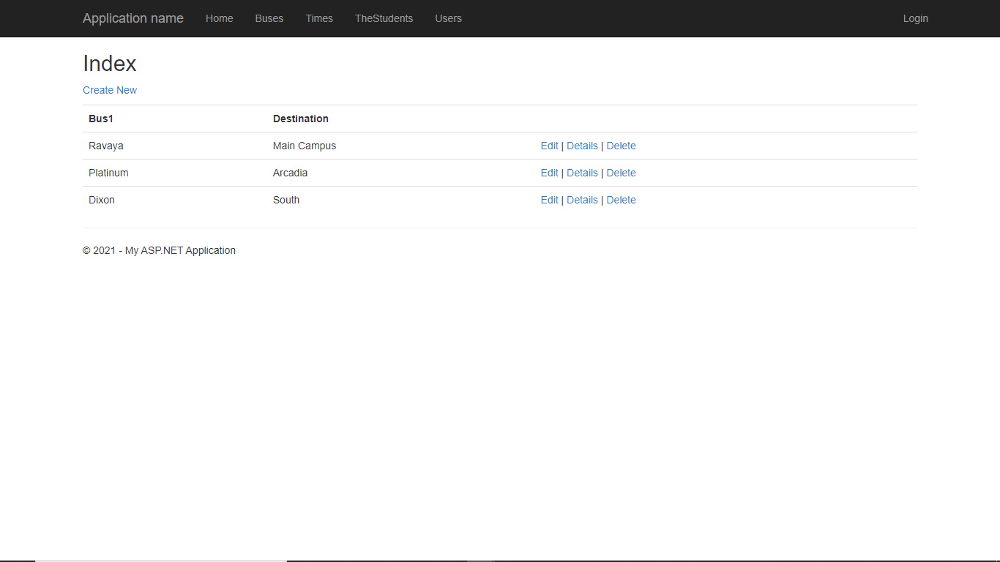 Application name Home Buses Times TheStudents Users Login
Index
Create New
Bus1 Destination
Ravaya Main Campus Edit | Details | Delete
Platinum Arcadia Edit | Details | Delete
Dixon South Edit | Details | Delete
© 2021 - My ASP.NET Application